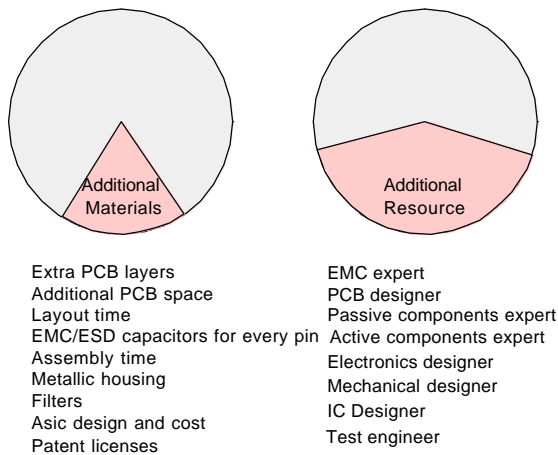 Additional
Materials
Additional
Resource
Extra PCB layers
Additional PCB space
Layout time
EMC/ESD capacitors for every pin
Assembly time
Metallic housing
Filters
Asic design and cost
Patent licenses
EMC expert
PCB designer
Passive components expert
Active components expert
Electronics designer
Mechanical designer
IC Designer
Test engineer